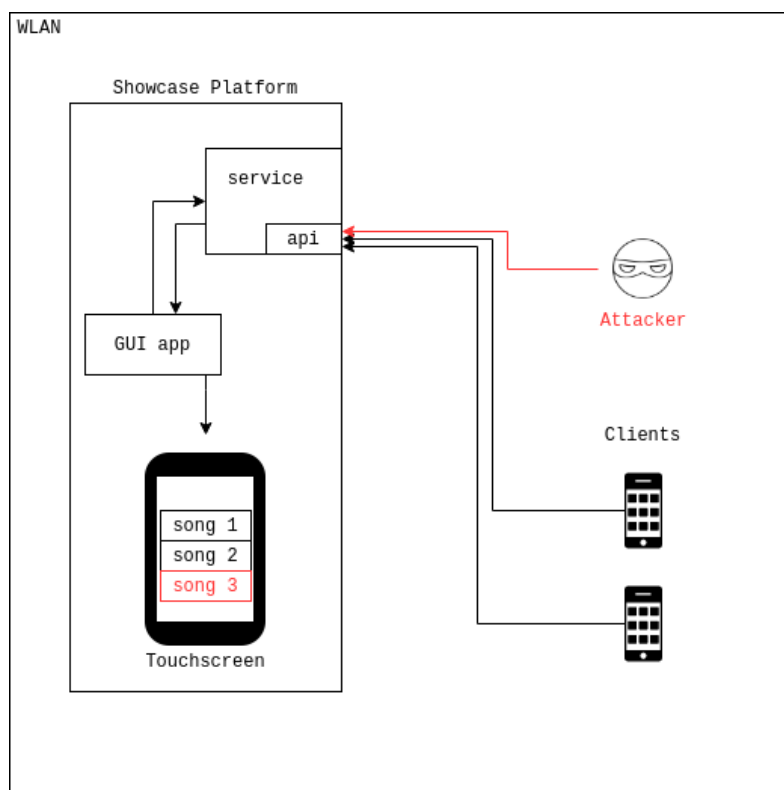 WLAN
Showcase Platform
service
api
GUI app
Attacker
Clients
song 1
song 2
song 3
Touchscreen